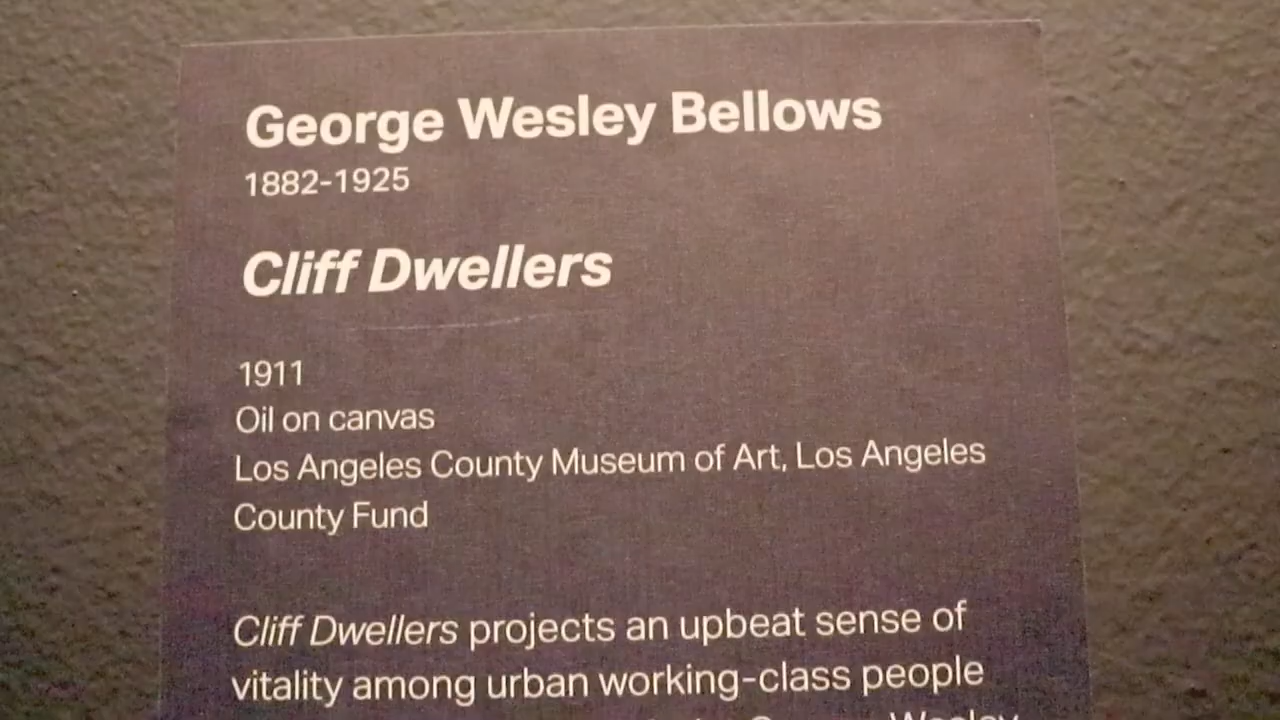 George Wesley Bellows
1882-1925
Cliff Dwellers
1911
Oil on canvas
Los Angeles County Museum of Art, Los Angeles
County Fund
Cliff Dwellers projects an upbeat sense of
vitality among urban working-class people
Wesley